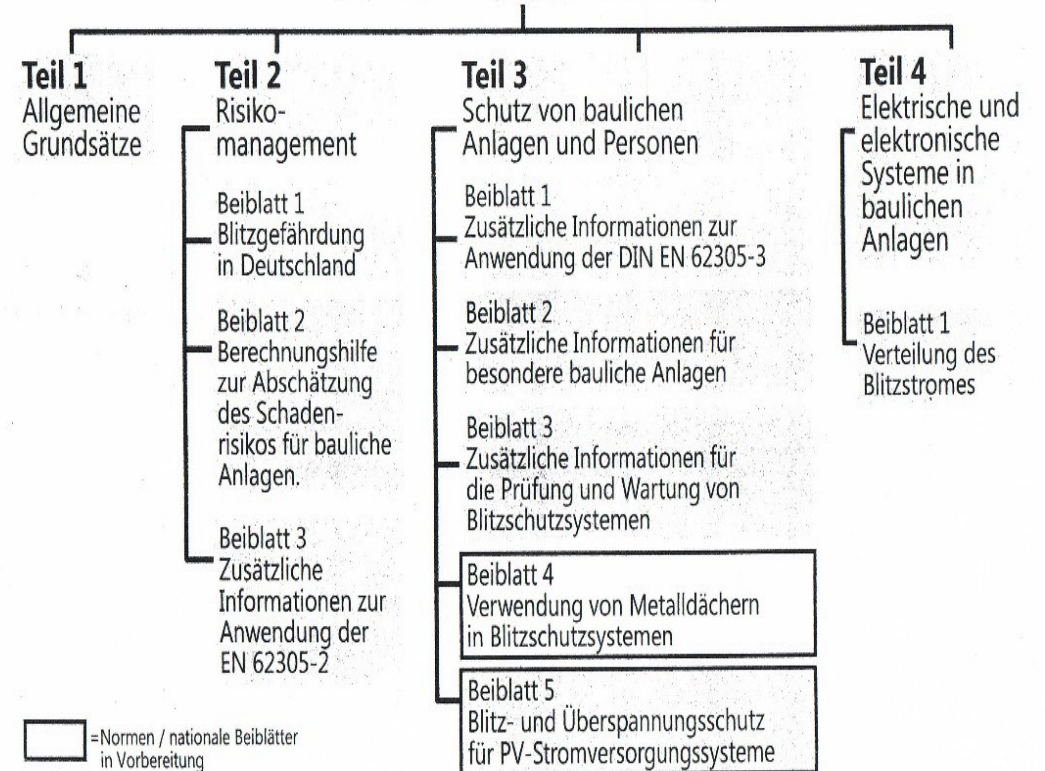 Teil 1
Allgemeine
Grundsätze
Teil 2
Risiko-
management
Beiblatt 1
Blitzgefährdung
in Deutschland
Beiblatt 2
Berechnungshilfe
zur Abschätzung
des Schaden-
risikos für bauliche
Anlagen.
Beiblatt 3
Zusätzliche
Informationen zur
Anwendung der
EN 62305-2
Teil 3
Schutz von baulichen
Anlagen und Personen
Beiblatt 1
Zusätzliche Informationen zur
Anwendung der DIN EN 62305-3
Beiblatt 2
Zusätzliche Informationen für
besondere bauliche Anlagen
Beiblatt 3
Zusätzliche Informationen für
die Prüfung und Wartung von
Blitzschutzsystemen
Beiblatt 4
Verwendung von Metalldächern
in Blitzschutzsystemen
Beiblatt 5
Blitz- und Überspannungsschutz
für PV-Stromversorgungssysteme
Teil 4
Elektrische und
elektronische
Systeme in
baulichen
Anlagen
Beiblatt 1
Verteilung des
Blitzstromes
=Normen / nationale Beiblätter
in Vorbereitung